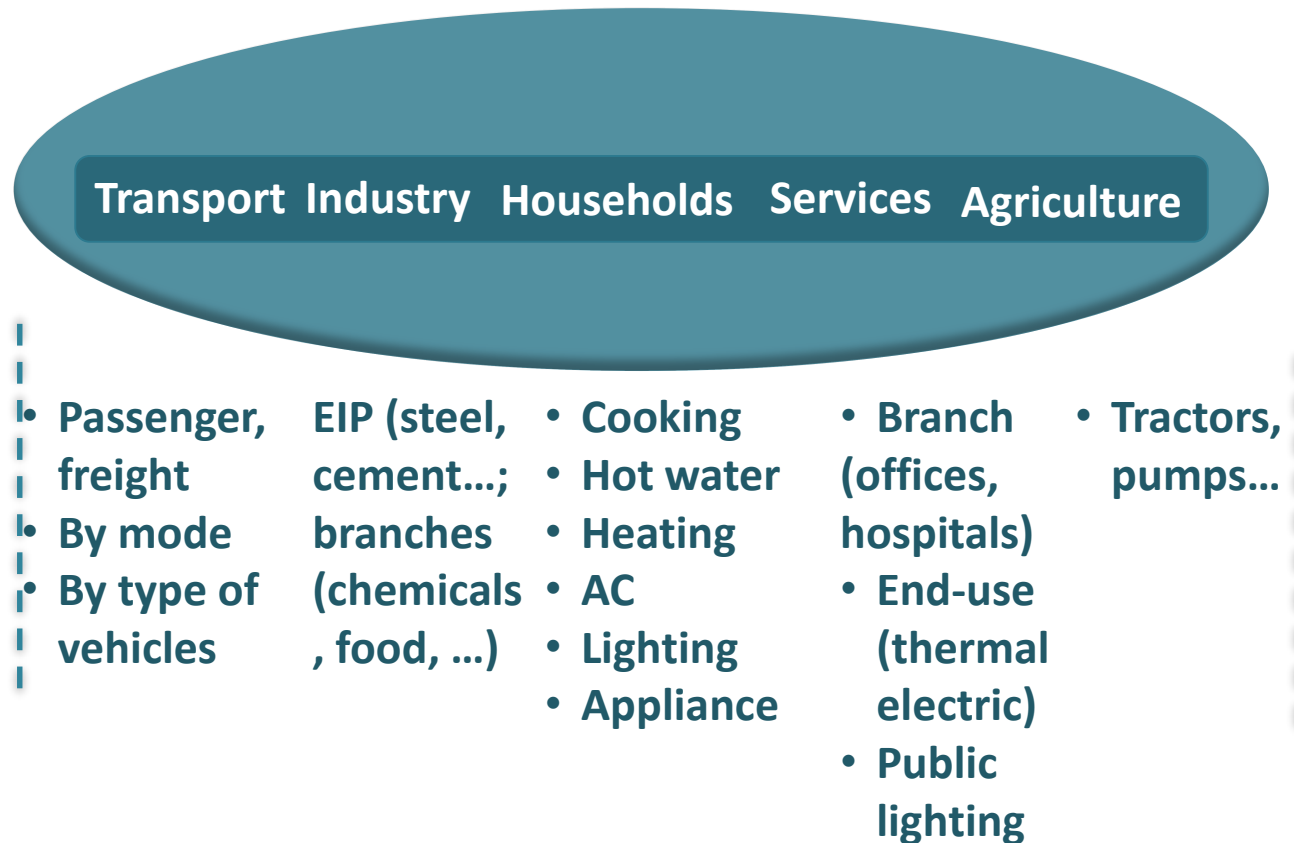 Transport Industry Households Services Agriculture
• Passenger,
freight
• By mode
• By type of
vehicles
EIP (steel,
cement…;
branches
(chemicals
, food, …)
• Cooking
• Hot water
• Heating
• AC
• Lighting
• Appliance
• Branch
(offices,
hospitals)
• End-use
(thermal
electric)
• Public
lighting
• Tractors,
pumps…